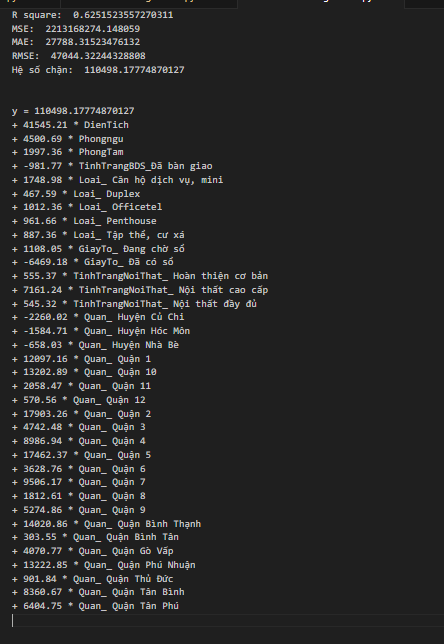 R square:  0.6251523557270311
MSE:  2213168274.148059
MAE:  27788.31523476132
RMSE:  47044.32244328808
Hệ số chặn:  110498.17774870127
y = 110498.17774870127
+ 41545.21 * DienTich
+ 4500.69 * Phongngu
+ 1997.36 * PhongTam
+ -981.77 * TinhTrangBDS_Đã bàn giao
+ 1748.98 * Loai_ Căn hộ dịch vụ, mini
+ 467.59 * Loai_ Duplex
+ 1012.36 * Loai_ Officetel
+ 961.66 * Loai_ Penthouse
+ 887.36 * Loai_ Tập thể, cư xá
+ 1108.05 * GiayTo_ Đang chờ sổ
+ -6469.18 * GiayTo_ Đã có sổ
+ 555.37 * TinhTrangNoiThat_ Hoàn thiện cơ bản
+ 7161.24 * TinhTrangNoiThat_ Nội thất cao cấp
+ 545.32 * TinhTrangNoiThat_ Nội thất đầy đủ
+ -2260.02 * Quan_ Huyện Củ Chi
+ -1584.71 * Quan_ Huyện Hóc Môn
+ -658.03 * Quan_ Huyện Nhà Bè
+ 12097.16 * Quan_ Quận 1
+ 13202.89 * Quan_ Quận 10
+ 2058.47 * Quan_ Quận 11
+ 570.56 * Quan_ Quận 12
+ 17903.26 * Quan_ Quận 2
+ 4742.48 * Quan_ Quận 3
+ 8986.94 * Quan_ Quận 4
+ 17462.37 * Quan_ Quận 5
+ 3628.76 * Quan_ Quận 6
+ 9506.17 * Quan_ Quận 7
+ 1812.61 * Quan_ Quận 8
+ 5274.86 * Quan_ Quận 9
+ 14020.86 * Quan_ Quận Bình Thạnh
+ 303.55 * Quan_ Quận Bình Tân
+ 4070.77 * Quan_ Quận Gò Vấp
+ 13222.85 * Quan_ Quận Phú Nhuận
+ 901.84 * Quan_ Quận Thủ Đức
+ 8360.67 * Quan_ Quận Tân Bình
+ 6404.75 * Quan_ Quận Tân Phú